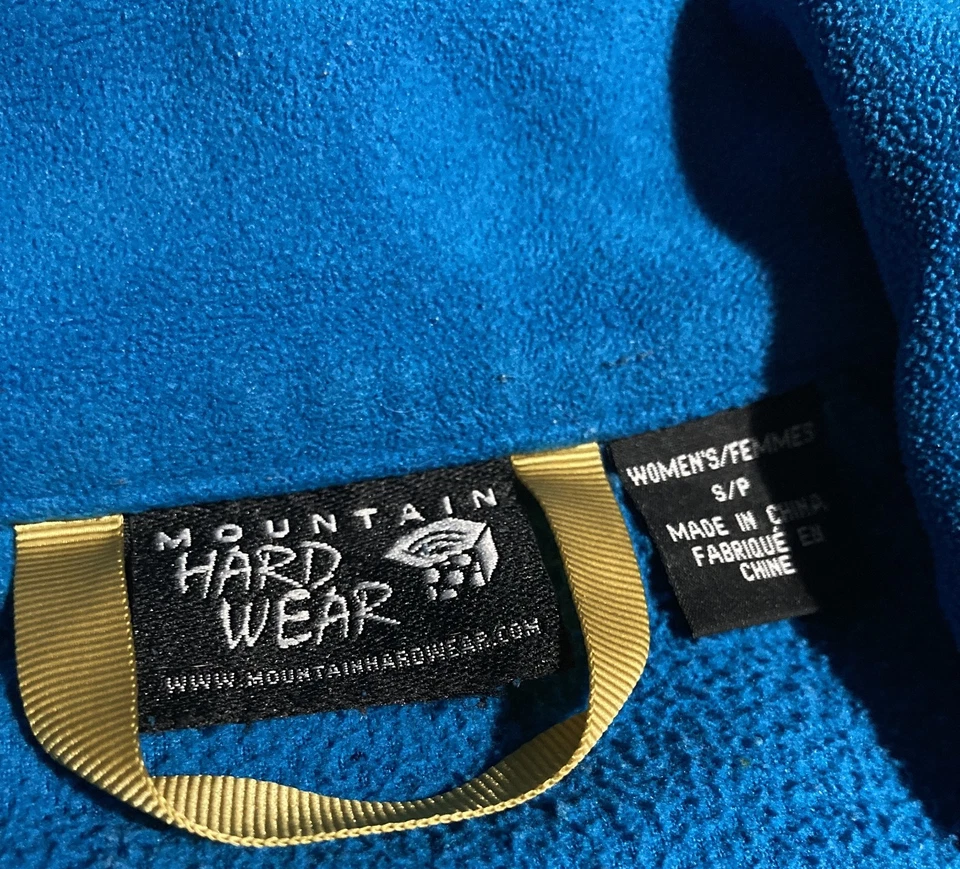 MOUNTAIN
HARD
WEAR
WWW.MOUNTAINHARDWEAR.COM
WOMEN'S/FEMMES
S/P
MADE IN CHINA
FABRIQUÉ EN
CHINE